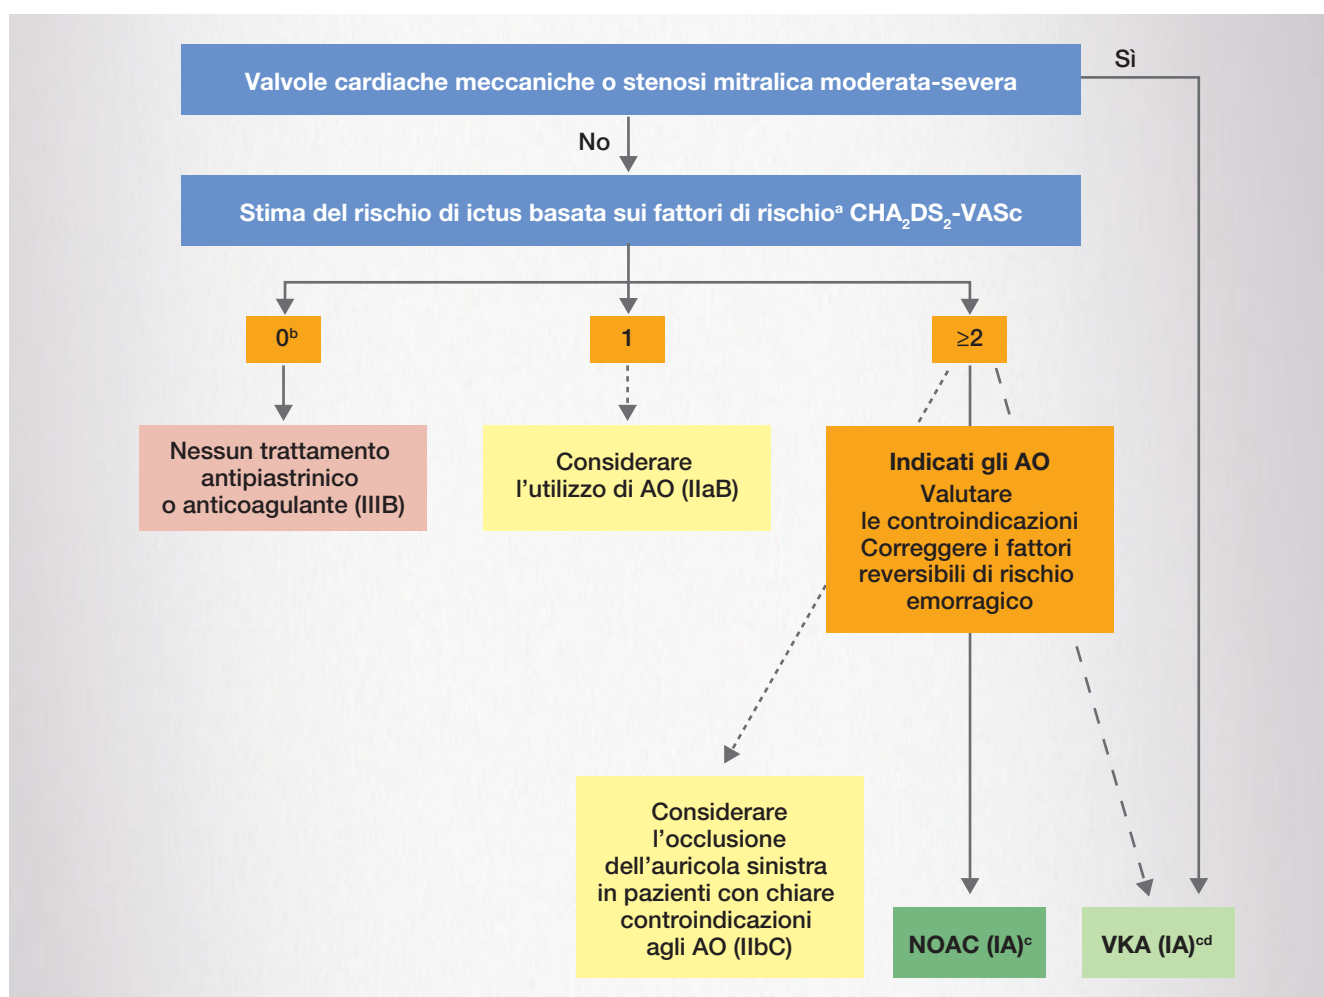 Valvole cardiache meccaniche o stenosi mitralica moderata-severa
Sì
No
Stima del rischio di ictus basata sui fattori di rischioᵃ CHA₂DS₂-VASc
0ᵇ
1
≥2
Nessun trattamento
antipiastrinico
o anticoagulante (IIIB)
Considerare
l’utilizzo di AO (IIaB)
Indicati gli AO
Valutare
le controindicazioni
Correggere i fattori
reversibili di rischio
emorragico
Considerare
l’occlusione
dell’auricola sinistra
in pazienti con chiare
controindicazioni
agli AO (IIbC)
NOAC (IA)ᶜ
VKA (IA)ᶜᵈ